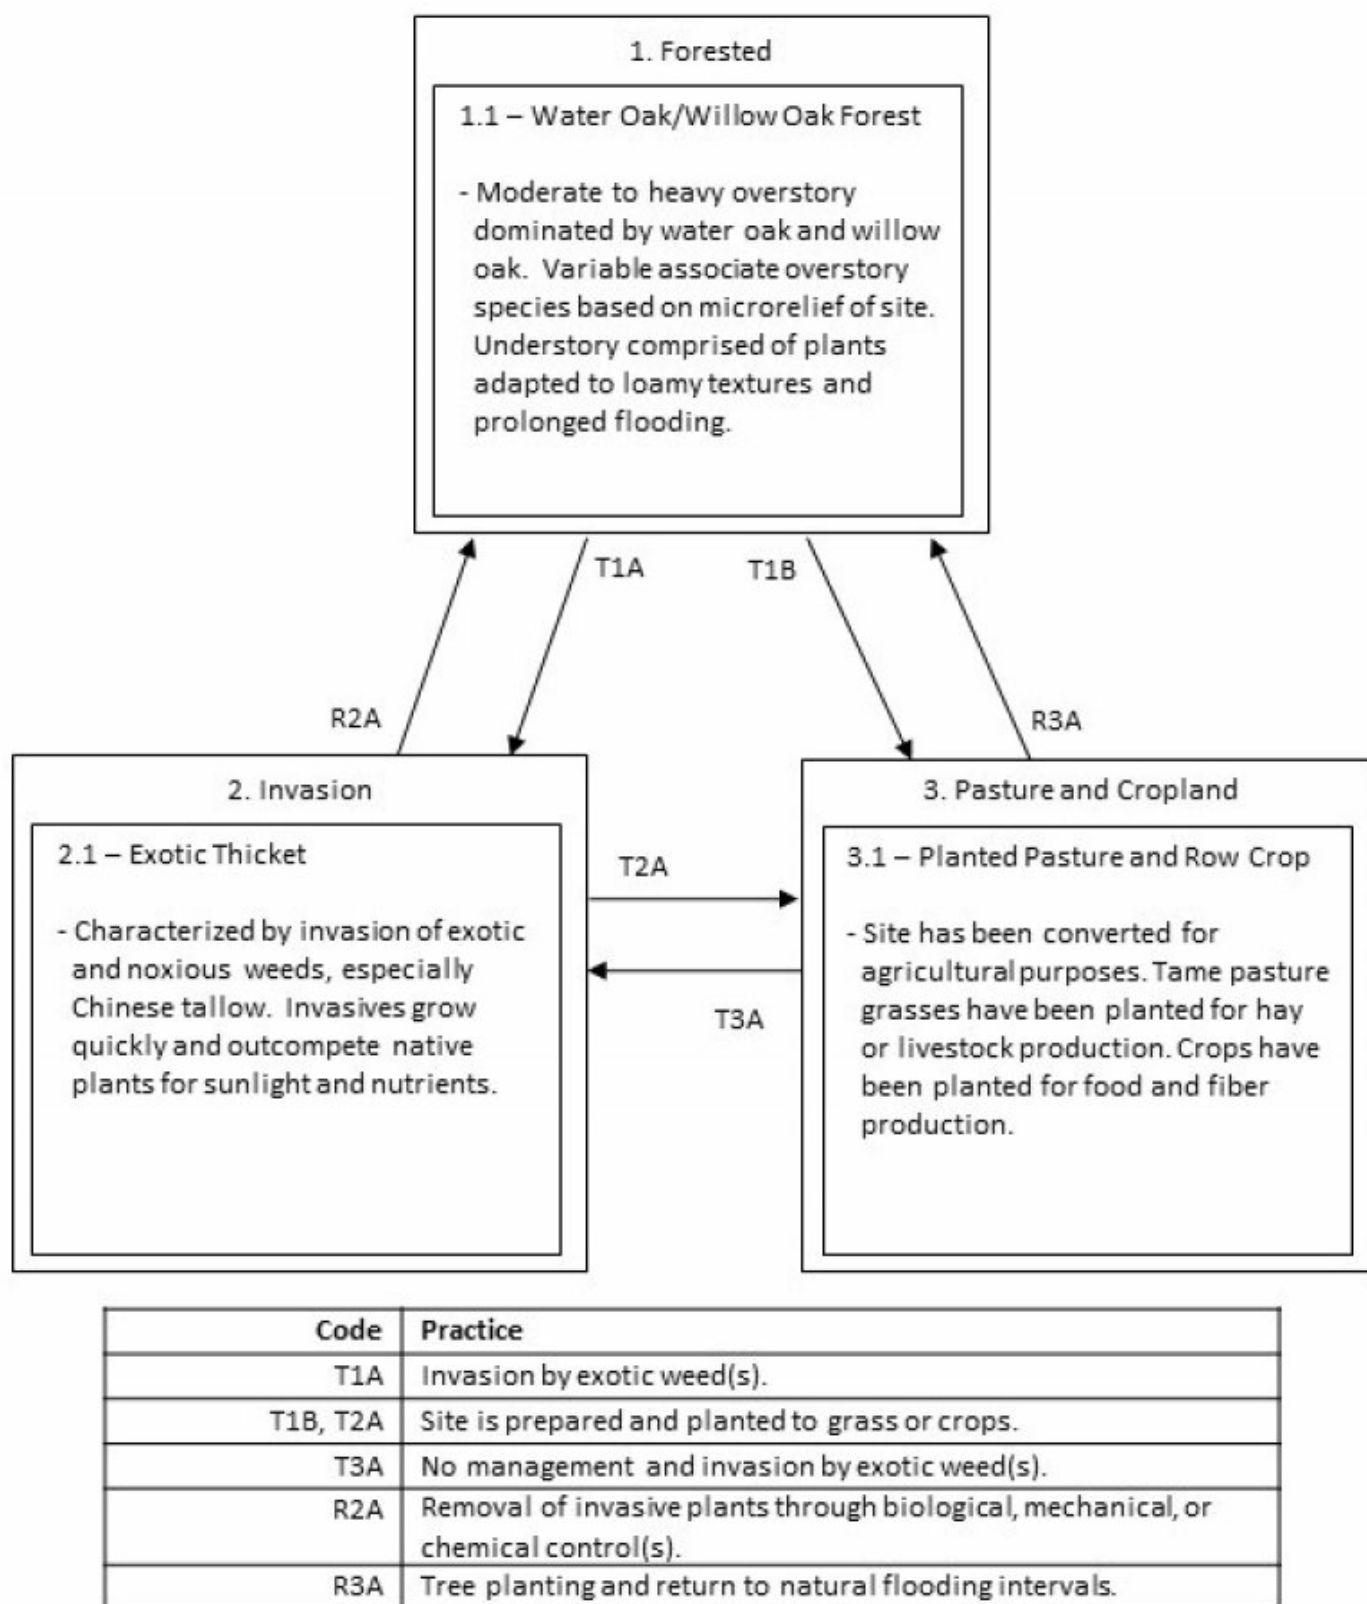 1. Forested
1.1 – Water Oak/Willow Oak Forest
- Moderate to heavy overstory
dominated by water oak and willow
oak. Variable associate overstory
species based on microrelief of site.
Understory comprised of plants
adapted to loamy textures and
prolonged flooding.
T1A
T1B
R2A
R3A
2. Invasion
2.1 – Exotic Thicket
- Characterized by invasion of exotic
and noxious weeds, especially
Chinese tallow. Invasives grow
quickly and outcompete native
plants for sunlight and nutrients.
T2A
T3A
3. Pasture and Cropland
3.1 – Planted Pasture and Row Crop
- Site has been converted for
agricultural purposes. Tame pasture
grasses have been planted for hay
or livestock production. Crops have
been planted for food and fiber
production.
Code Practice
T1A Invasion by exotic weed(s).
T1B, T2A Site is prepared and planted to grass or crops.
T3A No management and invasion by exotic weed(s).
R2A Removal of invasive plants through biological, mechanical, or
chemical control(s).
R3A Tree planting and return to natural flooding intervals.